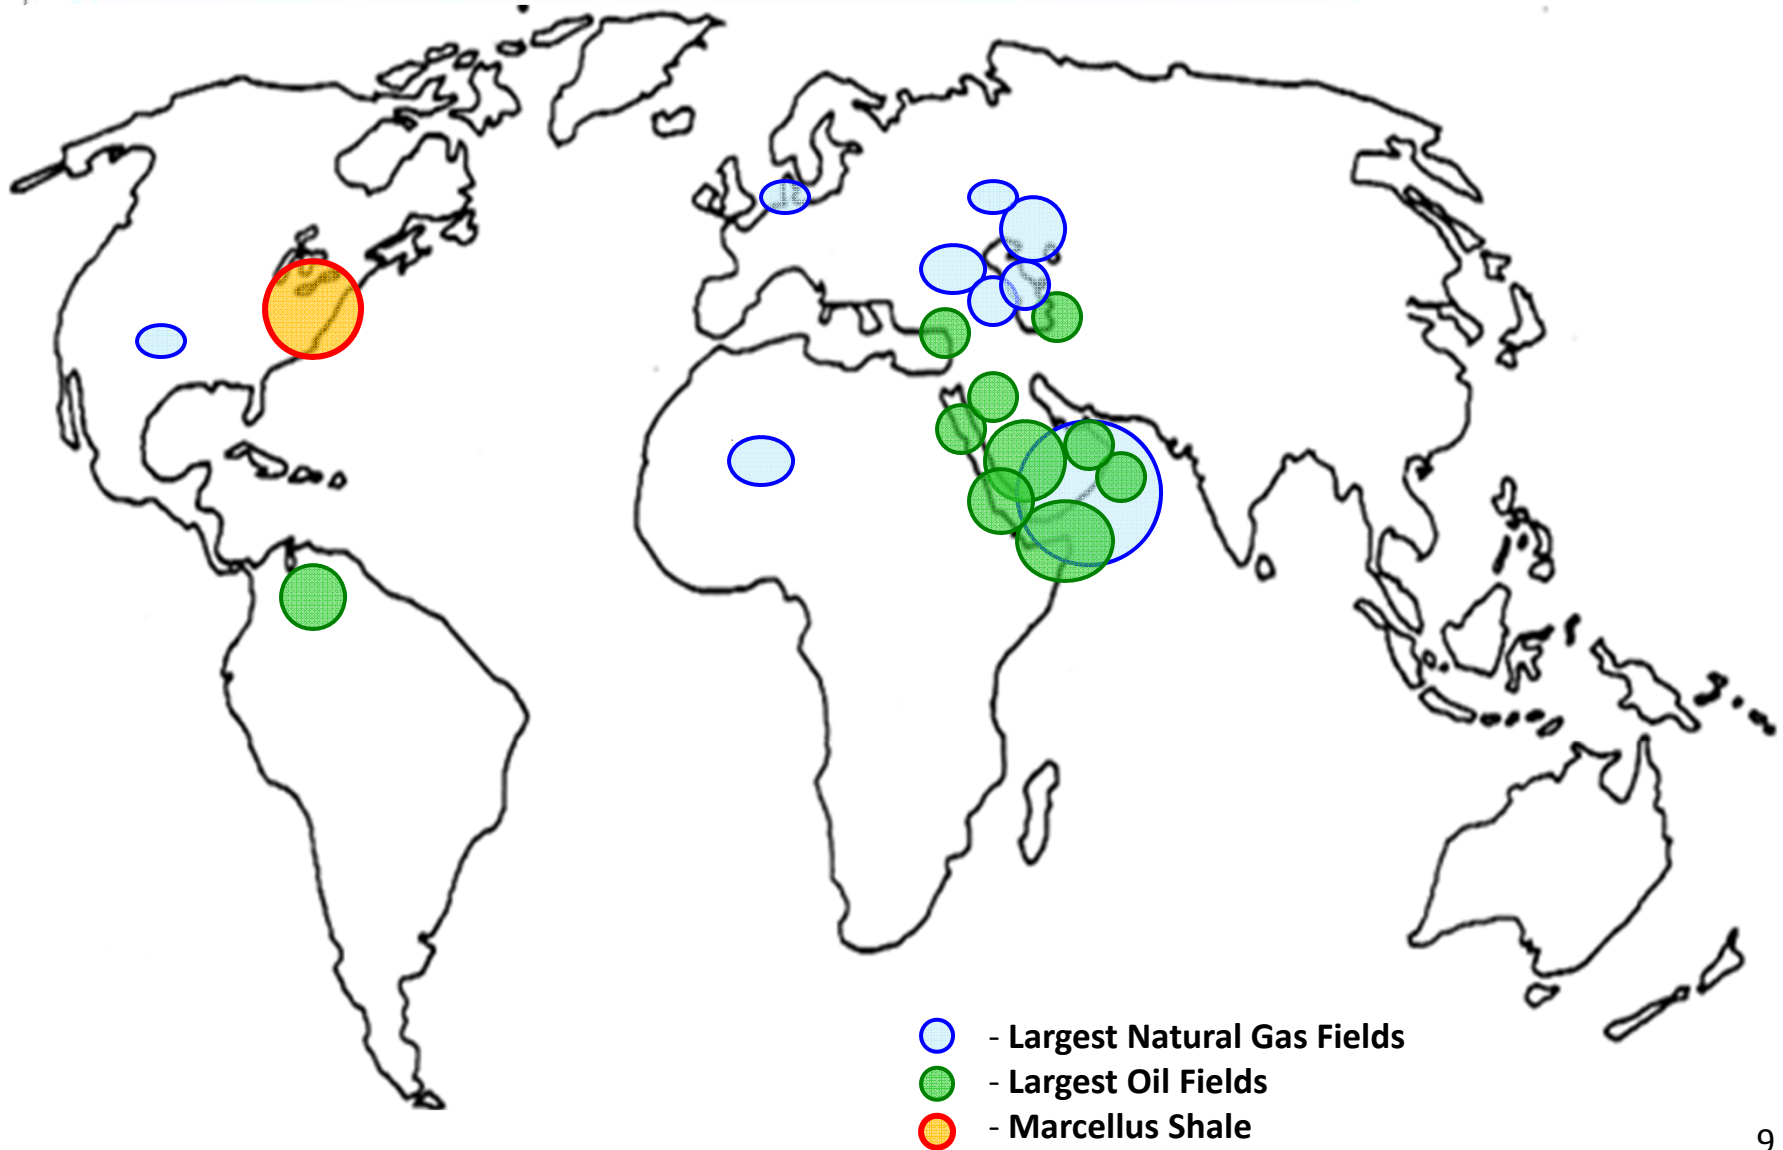 - Largest Natural Gas Fields
- Largest Oil Fields
- Marcellus Shale
9